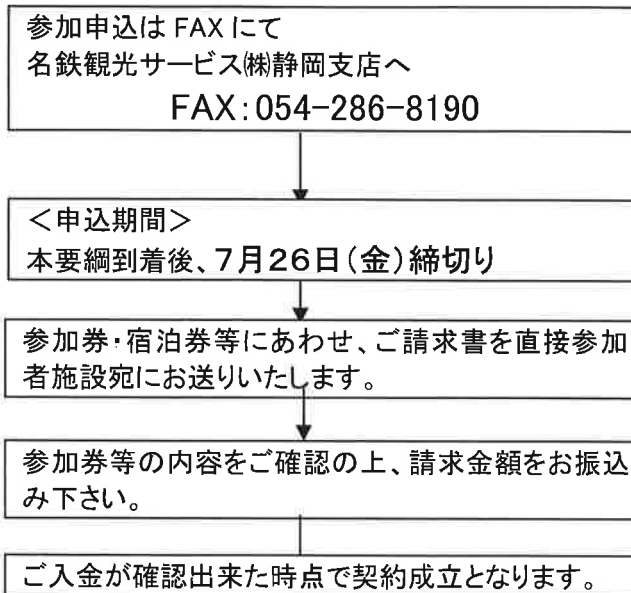 参加申込は FAX にて
名鉄観光サービス㈱静岡支店へ
FAX:054-286-8190
＜申込期間＞
本要綱到着後、7月26日(金)締切り
参加券・宿泊券等にあわせ、ご請求書を直接参加
者施設宛にお送りいたします。
参加券等の内容をご確認の上、請求金額をお振込
み下さい。
ご入金が確認出来た時点で契約成立となります。